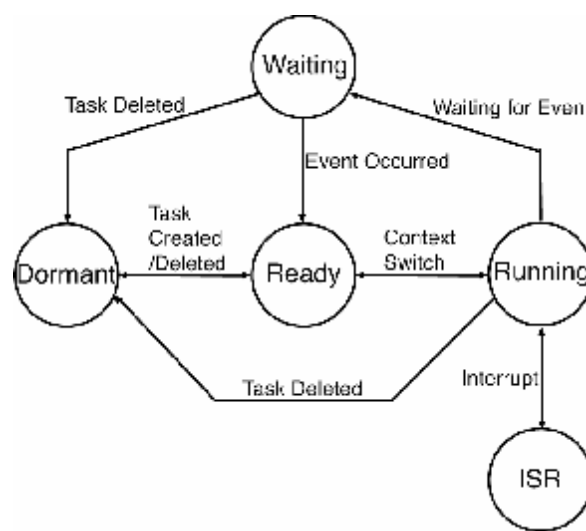 Waiting
Task Deleted
Waiting for Even
Event Occurred
Task
Created
/Deleted
Context
Switch
Dormant
Ready
Running
Task Deleted
Interrupt
ISR